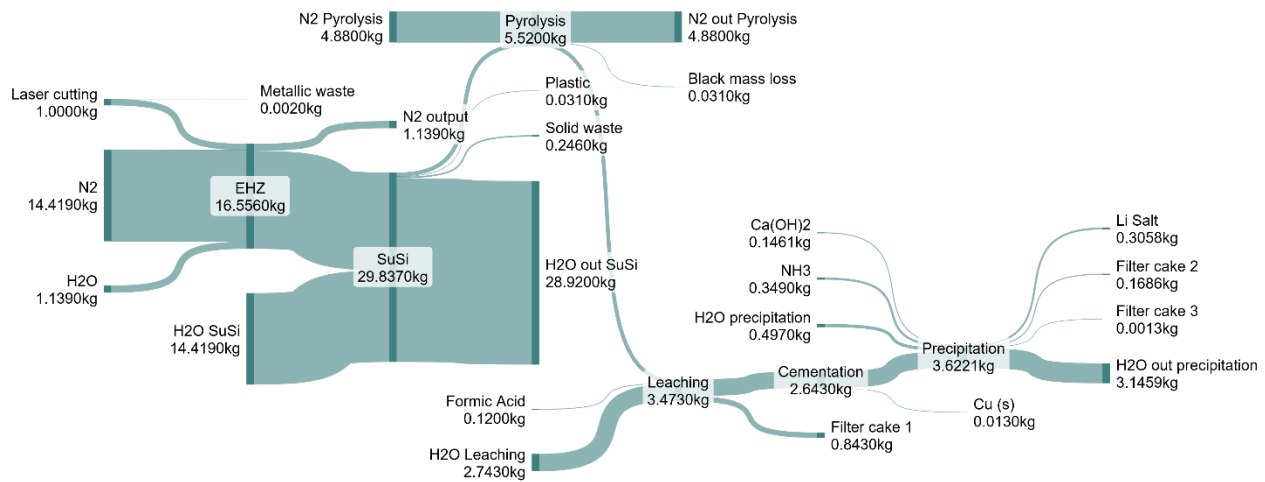 N2 Pyrolysis
4.8800kg
Pyrolysis
5.5200kg
N2 out Pyrolysis
4.8800kg
Laser cutting
1.0000kg
Metallic waste
0.0020kg
N2 output
1.1390kg
Plastic
0.0310kg
Black mass loss
0.0310kg
Solid waste
0.2460kg
N2
14.4190kg
EHZ
16.5560kg
H2O
1.1390kg
SuSi
29.8370kg
H2O out SuSi
28.9200kg
H2O SuSi
14.4190kg
Ca(OH)2
0.1461kg
NH3
0.3490kg
H2O precipitation
0.4970kg
Li Salt
0.3058kg
Filter cake 2
0.1686kg
Filter cake 3
0.0013kg
Precipitation
3.6221kg
H2O out precipitation
3.1459kg
Leaching
3.4730kg
Cementation
2.6430kg
Formic Acid
0.1200kg
Cu (s)
0.0130kg
Filter cake 1
0.8430kg
H2O Leaching
2.7430kg